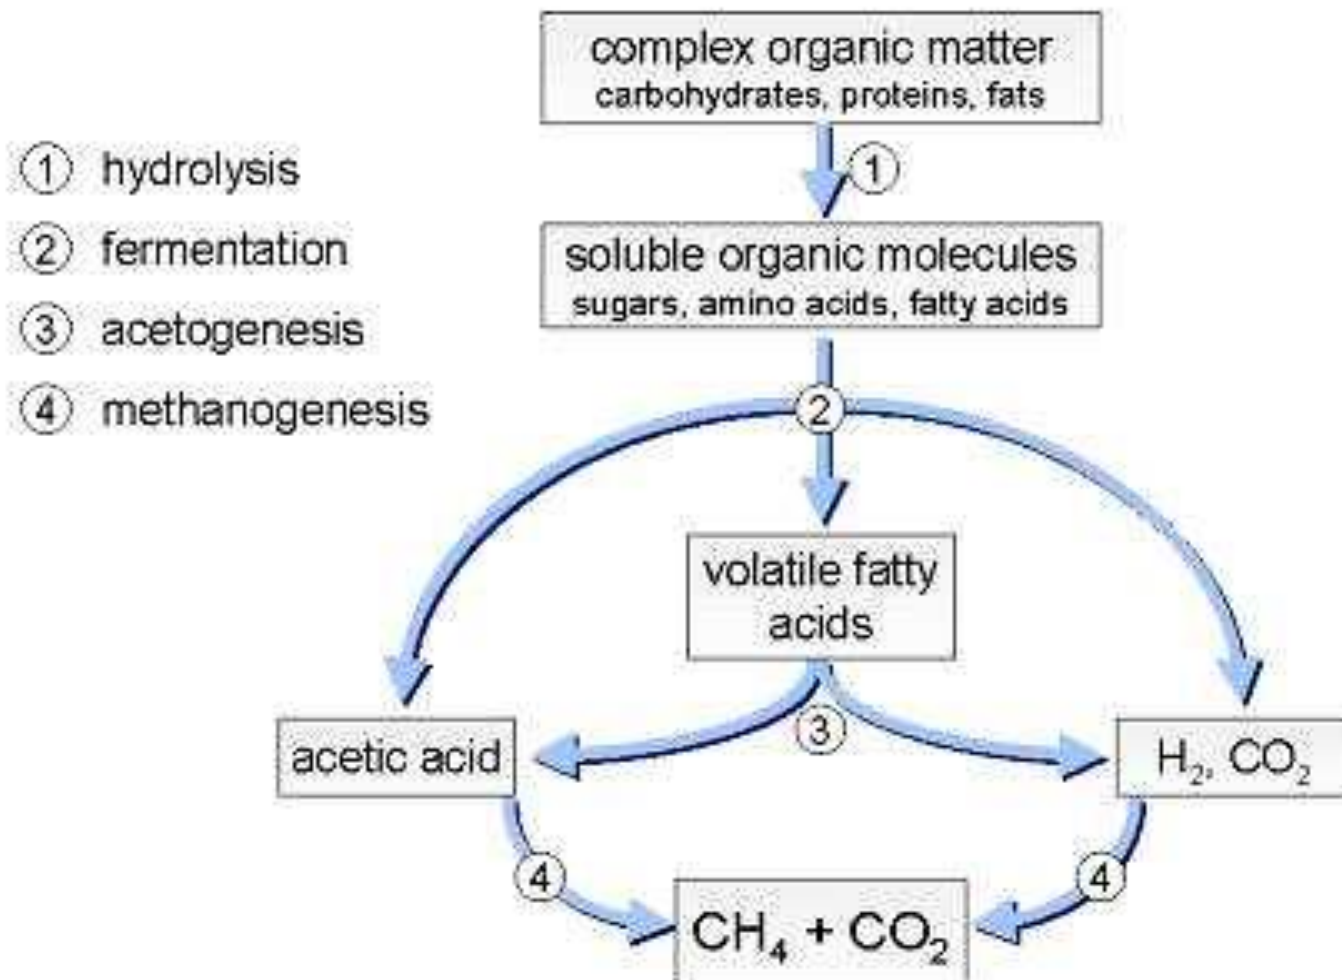 complex organic matter
carbohydrates, proteins, fats
① hydrolysis
① 
② fermentation
soluble organic molecules
sugars, amino acids, fatty acids
③ acetogenesis
④ methanogenesis
②
volatile fatty
acids
③
acetic acid
H₂, CO₂
④
④
CH₄ + CO₂